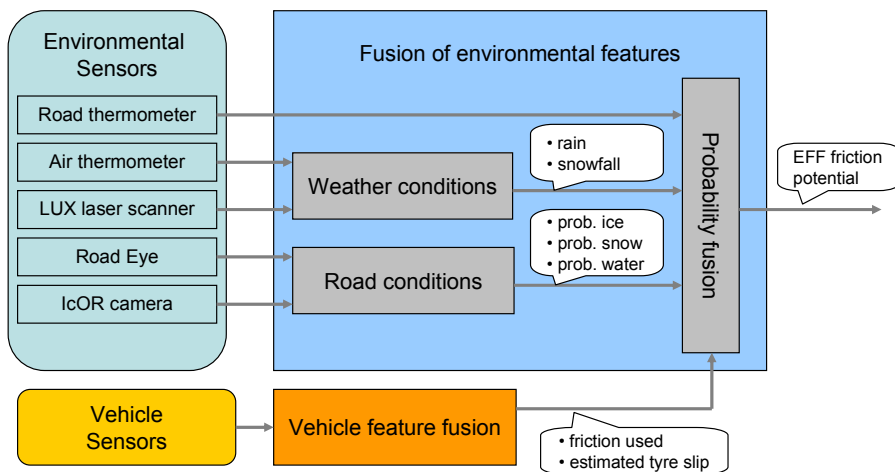 Environmental
Sensors
Road thermometer
Air thermometer
LUX laser scanner
Road Eye
IcOR camera
Fusion of environmental features
Weather conditions
Road conditions
• rain
• snowfall
• prob. ice
• prob. snow
• prob. water
Probability fusion
EFF friction
potential
Vehicle
Sensors
Vehicle feature fusion
• friction used
• estimated tyre slip